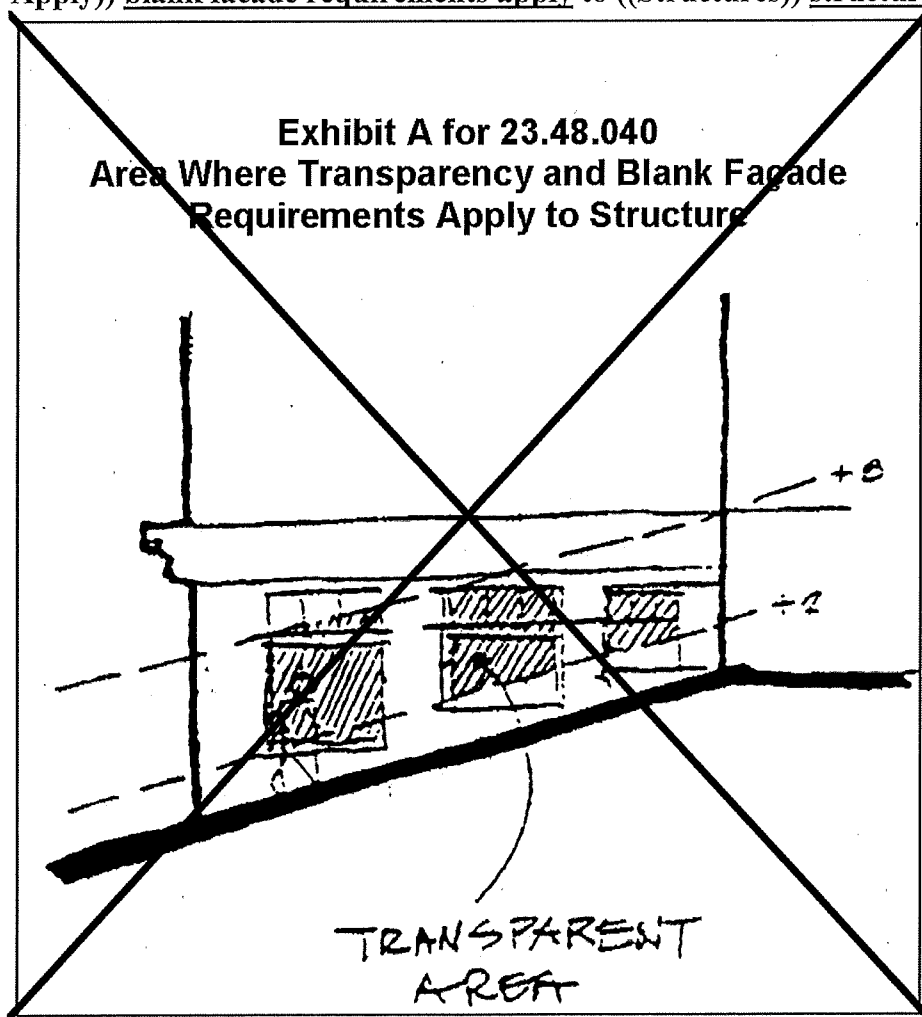 Apply)) blank facade requirements apply to ((Structures))
Exhibit A for 23.48.040
Area Where Transparency and Blank Façade
Requirements Apply to Structure
+8
+2
TRANSPARENT
AREA